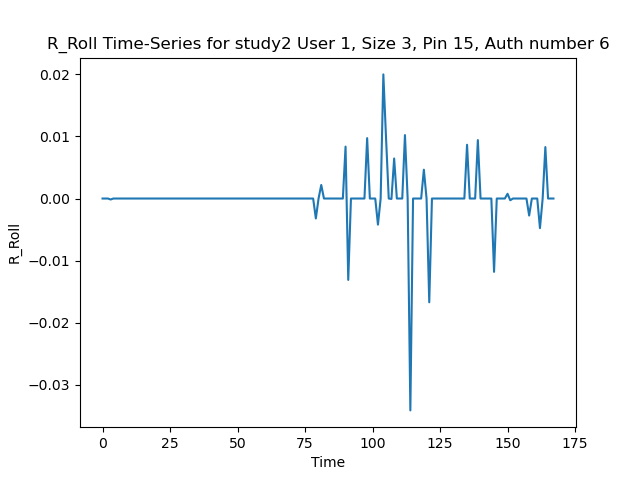 R_Roll Time-Series for study2 User 1, Size 3, Pin 15, Auth number 6
0.02
0.01
0.00
−0.01
−0.02
−0.03
R_Roll
0 25 50 75 100 125 150 175
Time